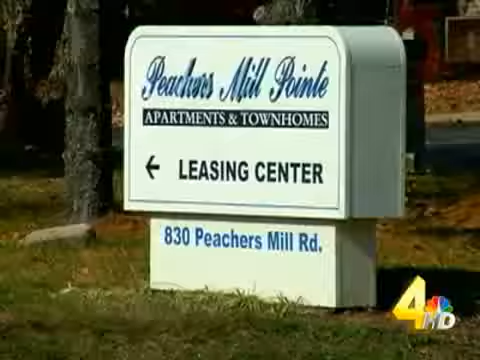 Peachers Mill Pointe
APARTMENTS & TOWNHOMES
← LEASING CENTER
830 Peachers Mill Rd.
4
HD